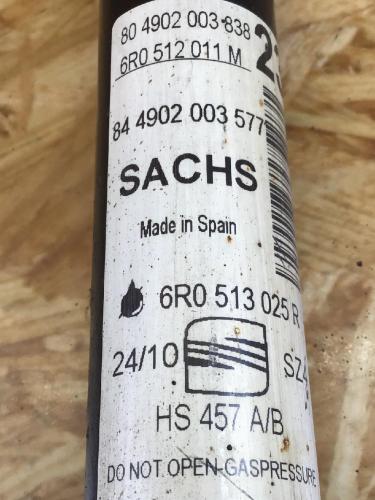 80 4902 003 838
6R0 512 011 M
84 4902 003 577
SACHS
Made in Spain
6R0 513 025 R
24/10
HS 457 A/B
DO NOT OPEN-GASPRESSURE